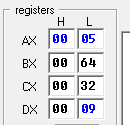 registers
H L
AX 00 05
BX 00 64
CX 00 32
DX 00 09